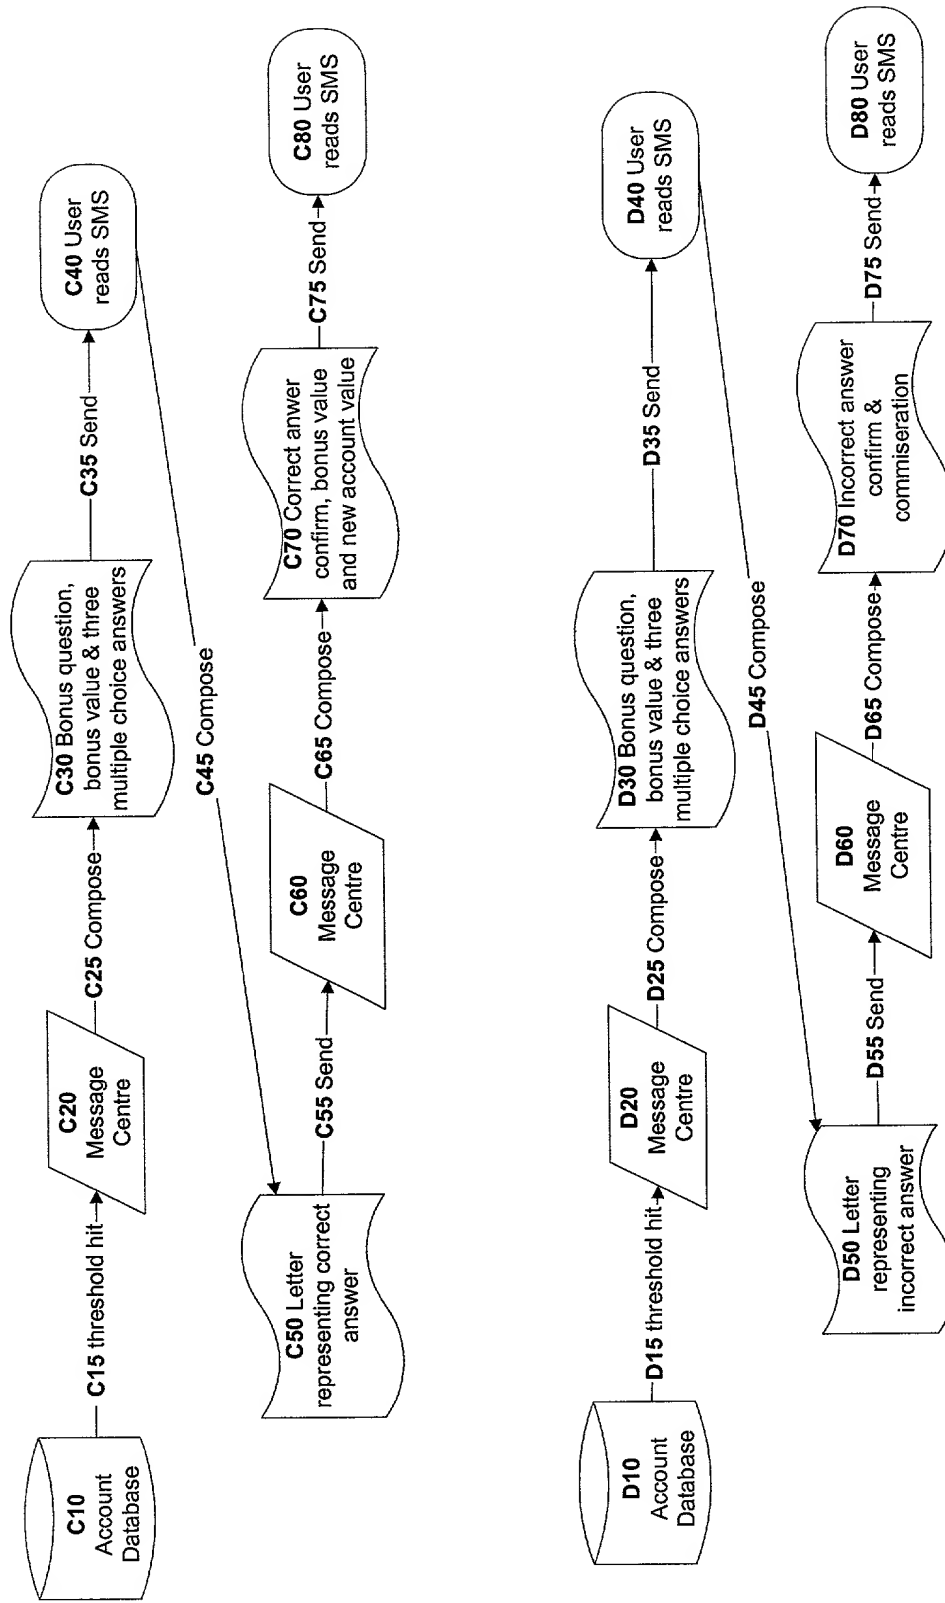 C10
Account
Database
C15 threshold hit
C20
Message
Centre
C25 Compose
C30 Bonus question,
bonus value & three
multiple choice answers
C35 Send
C40 User
reads SMS
C45 Compose
C50 Letter
representing correct
answer
C55 Send
C60
Message
Centre
C65 Compose
C70 Correct anwer
confirm, bonus value
and new account value
C75 Send
C80 User
reads SMS
D10
Account
Database
D15 threshold hit
D20
Message
Centre
D25 Compose
D30 Bonus question,
bonus value & three
multiple choice answers
D35 Send
D40 User
reads SMS
D45 Compose
D50 Letter
representing
incorrect answer
D55 Send
D60
Message
Centre
D65 Compose
D70 Incorrect answer
confirm &
commiseration
D75 Send
D80 User
reads SMS